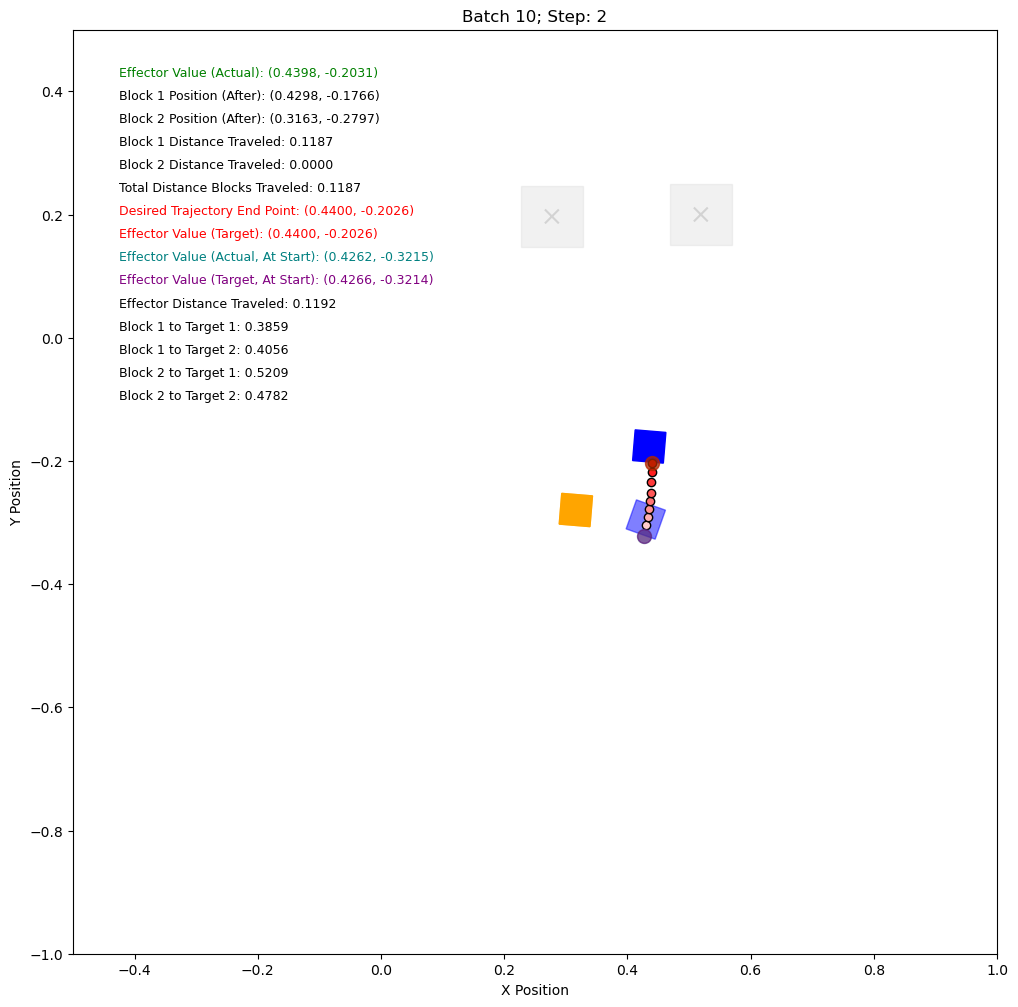 Batch 10; Step: 2
Effector Value (Actual): (0.4398, -0.2031)
Block 1 Position (After): (0.4298, -0.1766)
Block 2 Position (After): (0.3163, -0.2797)
Block 1 Distance Traveled: 0.1187
Block 2 Distance Traveled: 0.0000
Total Distance Blocks Traveled: 0.1187
Desired Trajectory End Point: (0.4400, -0.2026)
Effector Value (Target): (0.4400, -0.2026)
Effector Value (Actual, At Start): (0.4262, -0.3215)
Effector Value (Target, At Start): (0.4266, -0.3214)
Effector Distance Traveled: 0.1192
Block 1 to Target 1: 0.3859
Block 1 to Target 2: 0.4056
Block 2 to Target 1: 0.5209
Block 2 to Target 2: 0.4782
Y Position
0.4
0.2
0.0
−0.2
−0.4
−0.6
−0.8
−1.0
−0.4 −0.2 0.0 0.2 0.4 0.6 0.8 1.0
X Position